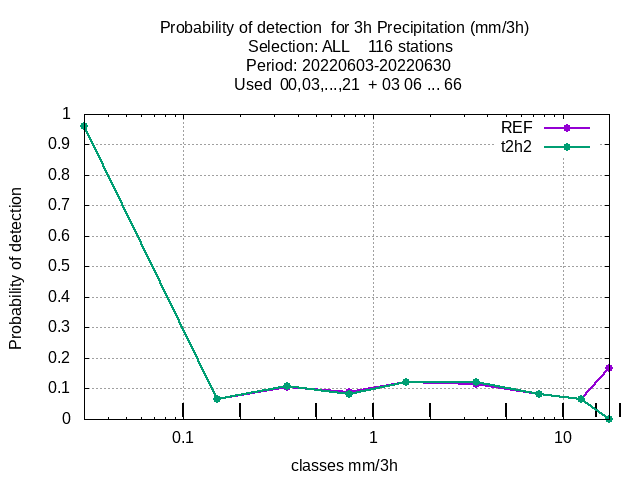 Probability of detection  for 3h Precipitation (mm/3h)
Selection: ALL    116 stations
Period: 20220603-20220630
Used  00,03,...,21  + 03 06 ... 66
REF
t2h2
Probability of detection
1
0.9
0.8
0.7
0.6
0.5
0.4
0.3
0.2
0.1
0
0.1 1 10
classes mm/3h